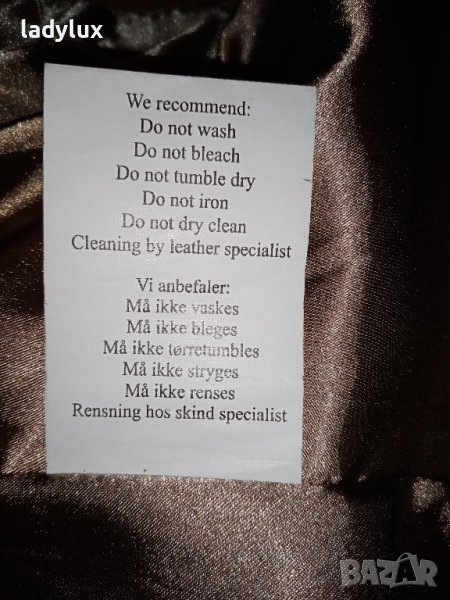 ladylux
We recommend:
Do not wash
Do not bleach
Do not tumble dry
Do not iron
Do not dry clean
Cleaning by leather specialist
Vi anbefaler:
Må ikke vaskes
Må ikke bleges
Må ikke tørretumbles
Må ikke stryges
Må ikke renses
Rensning hos skind specialist
BAZAR